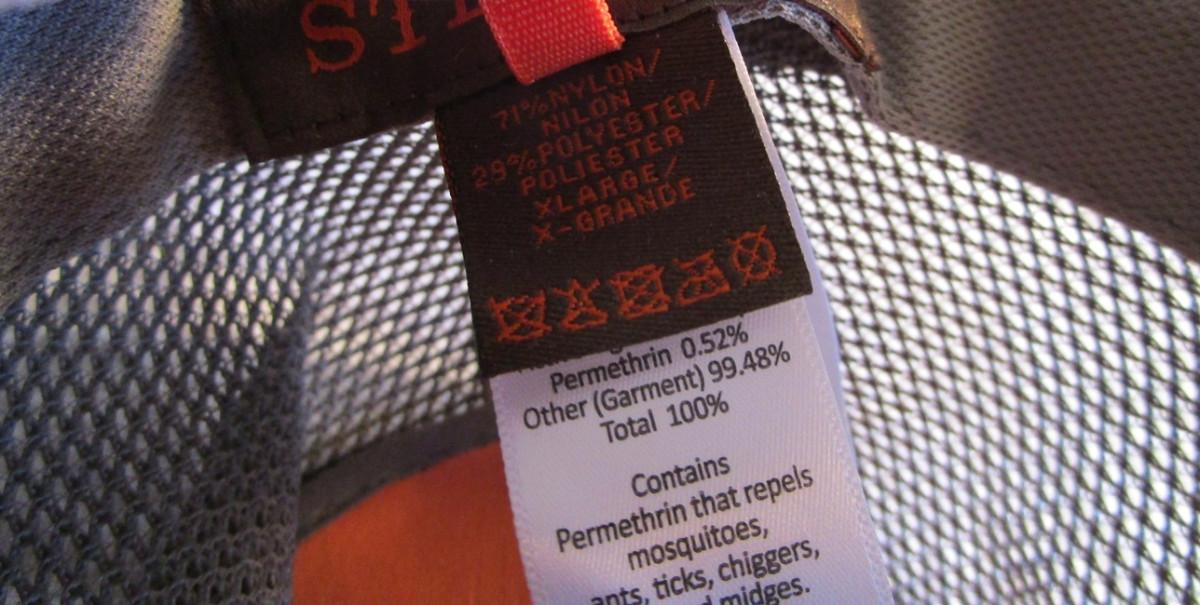 71% NYLON/
NILON
29% POLYESTER/
POLIESTER
XLARGE/
X-GRANDE
Permethrin 0.52%
Other (Garment) 99.48%
Total 100%
Contains
Permethrin that repels
mosquitoes,
ants, ticks, chiggers,
midges.